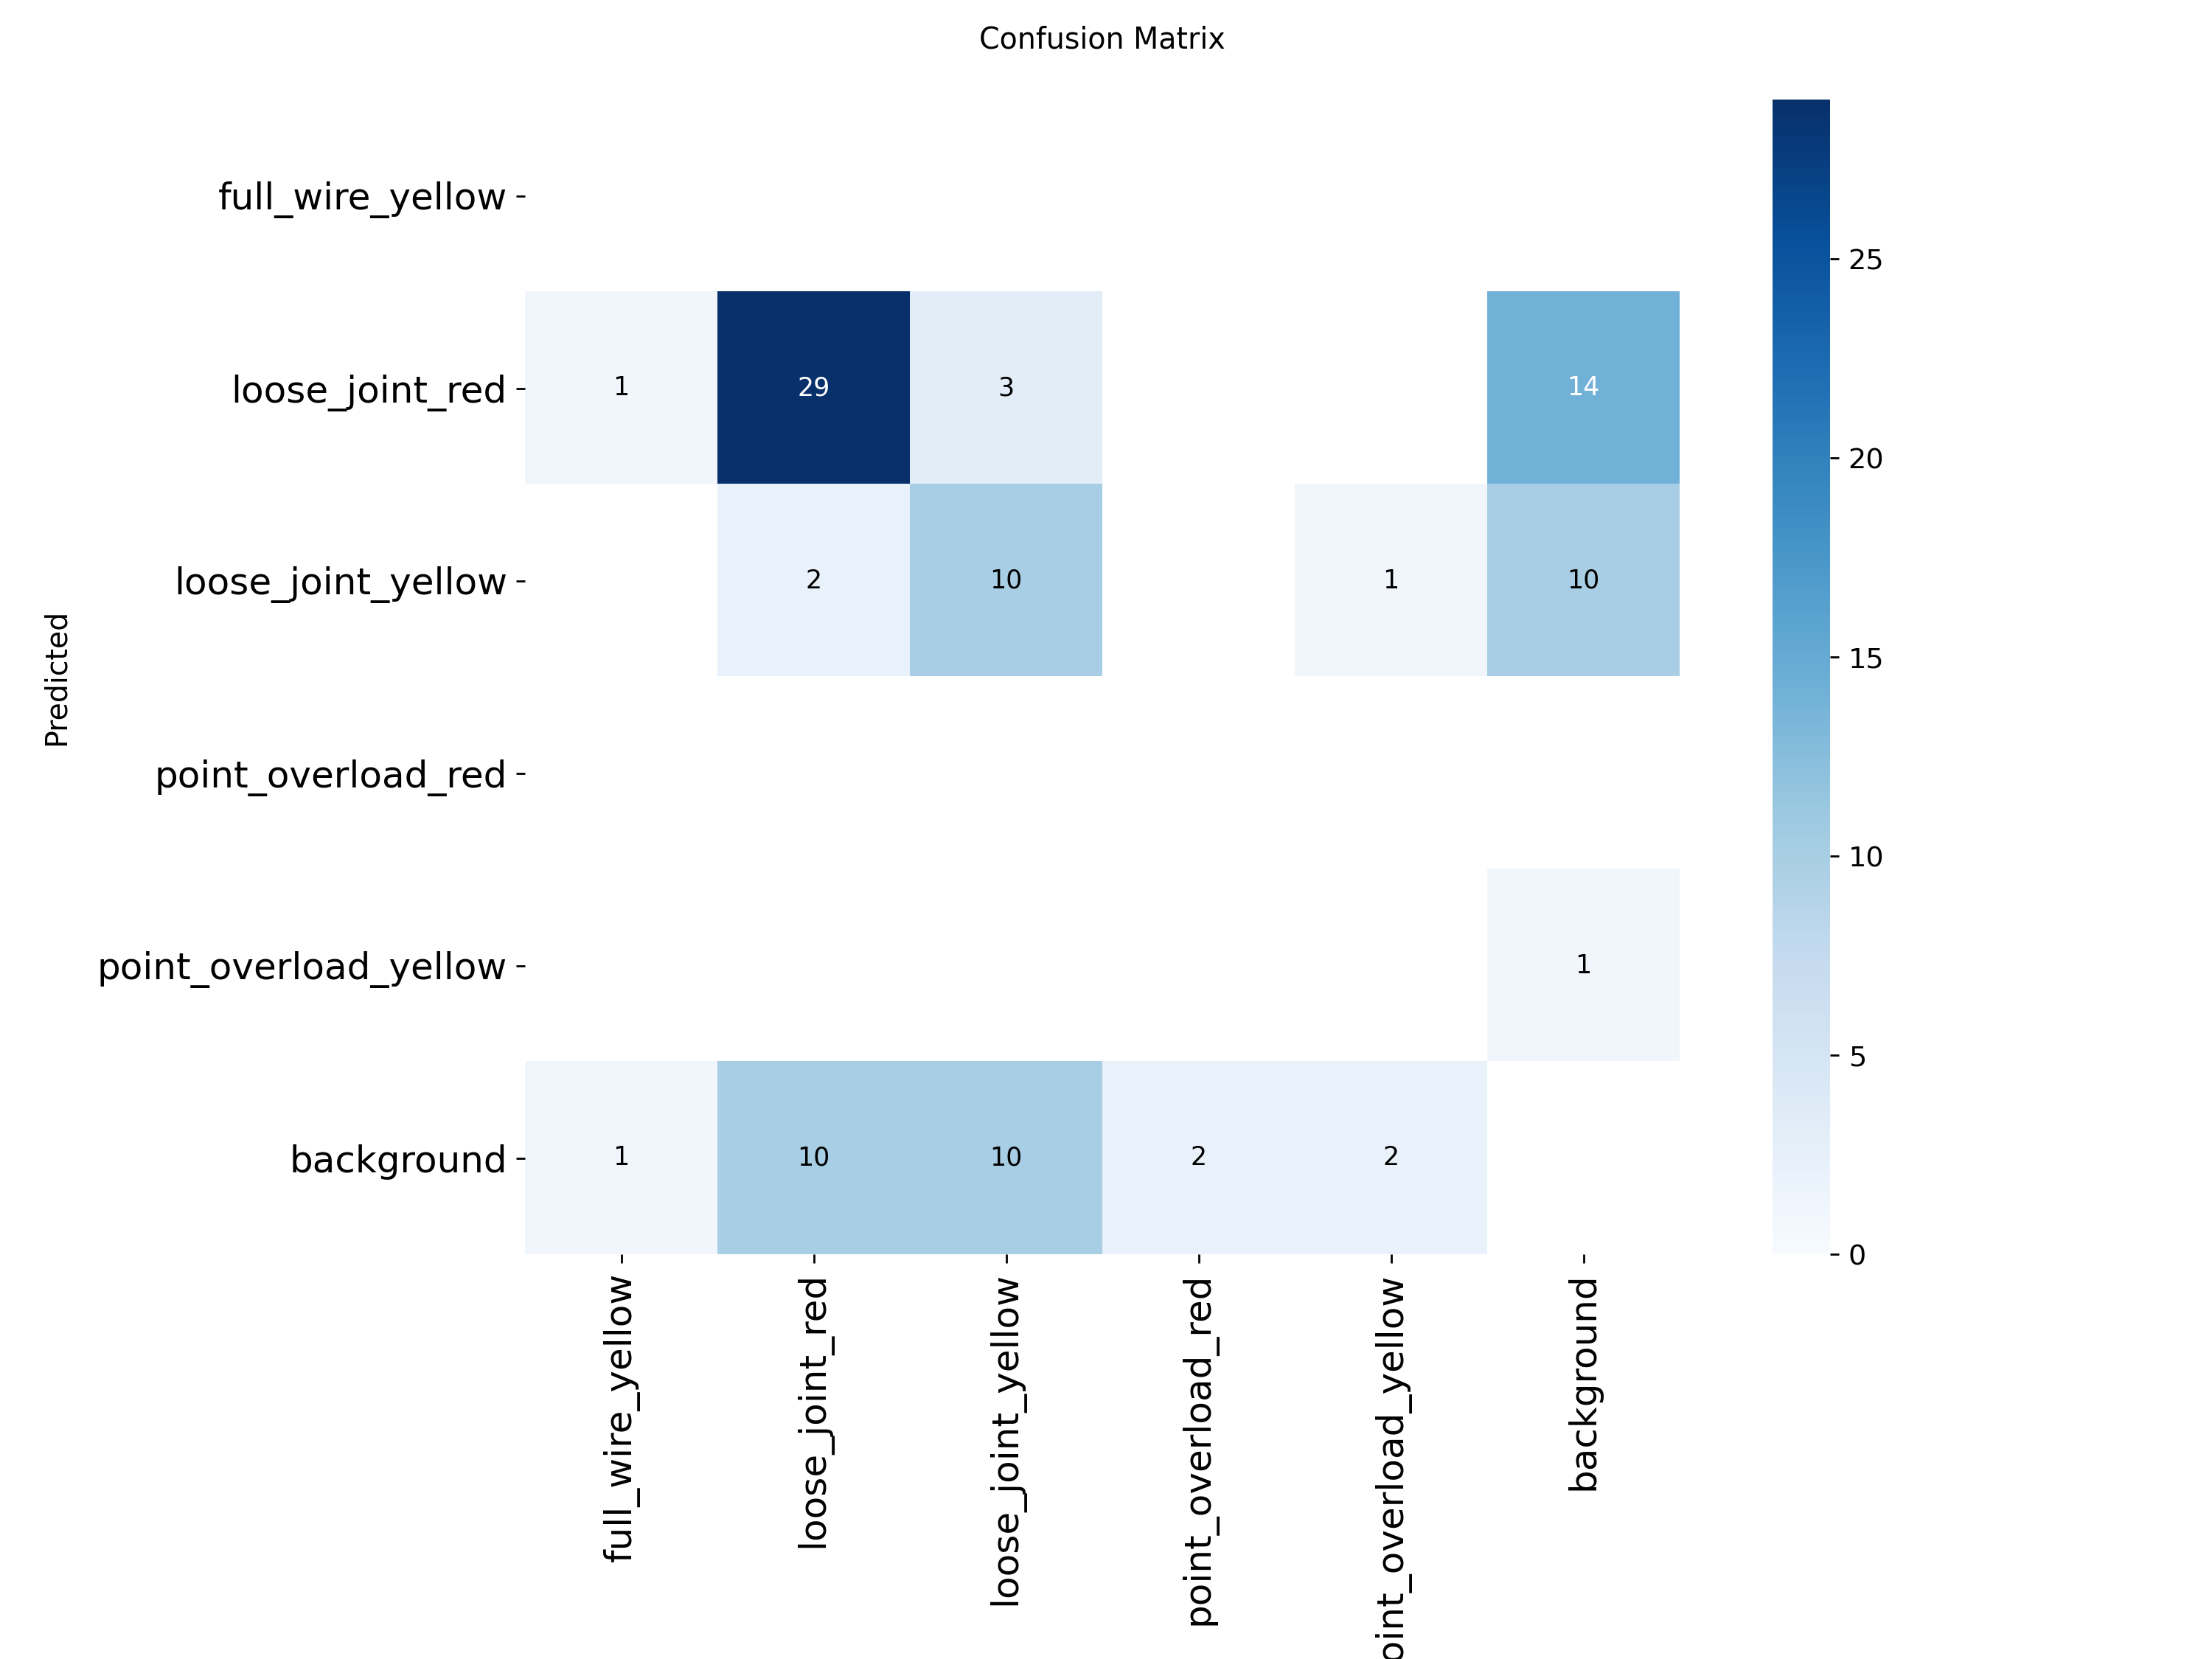 Confusion Matrix
full_wire_yellow
loose_joint_red 1 29 3 14
loose_joint_yellow 2 10 1 10
point_overload_red
point_overload_yellow 1
background 1 10 10 2 2
Predicted
full_wire_yellow
loose_joint_red
loose_joint_yellow
point_overload_red
oint_overload_yellow
background
25
20
15
10
5
0